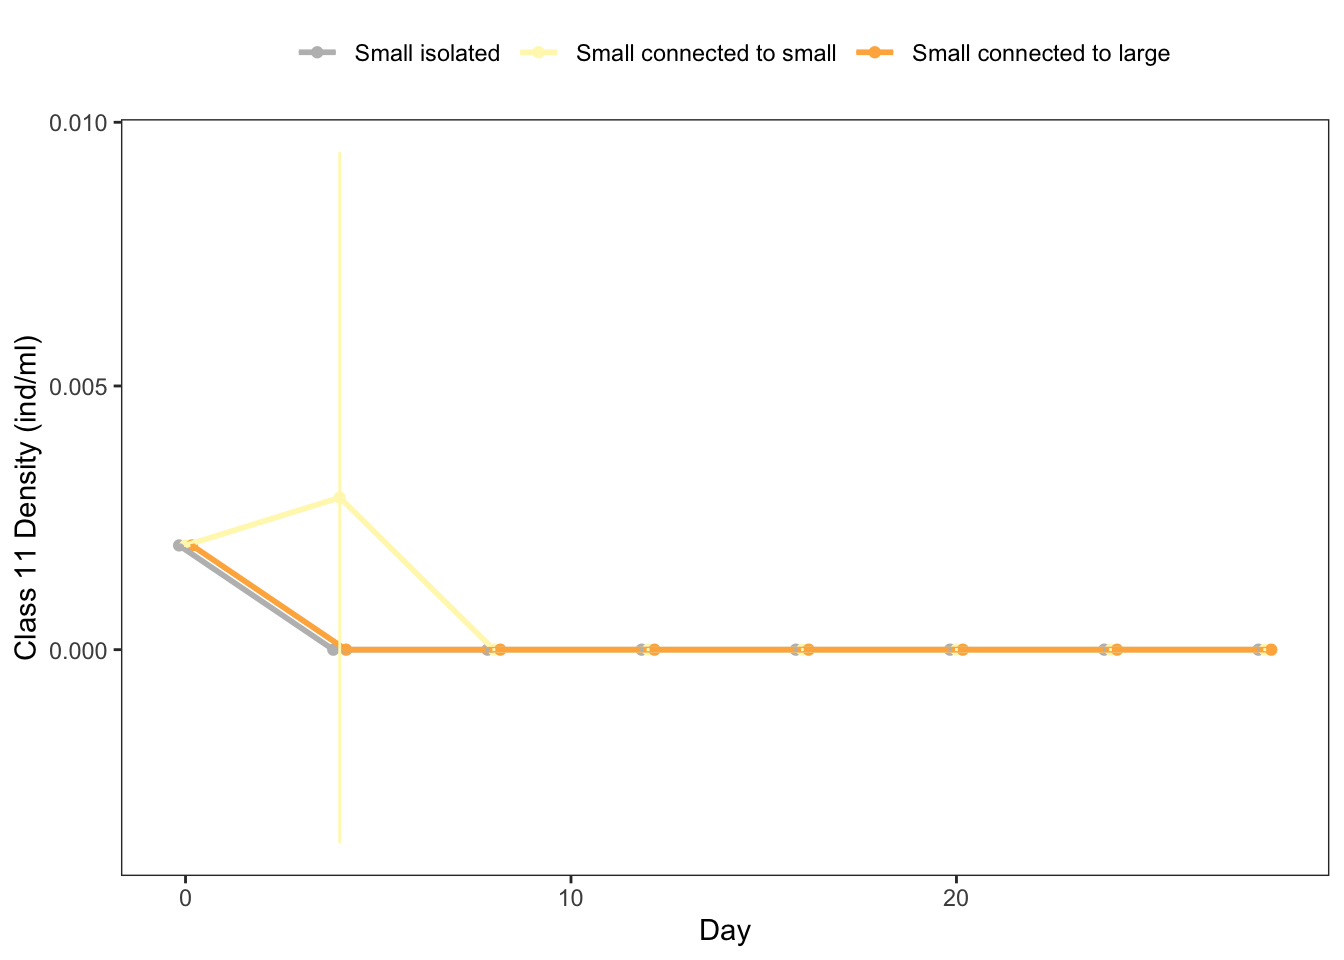 Small isolated Small connected to small Small connected to large
0.010
0.005
0.000
Class 11 Density (ind/ml)
0 10 20
Day